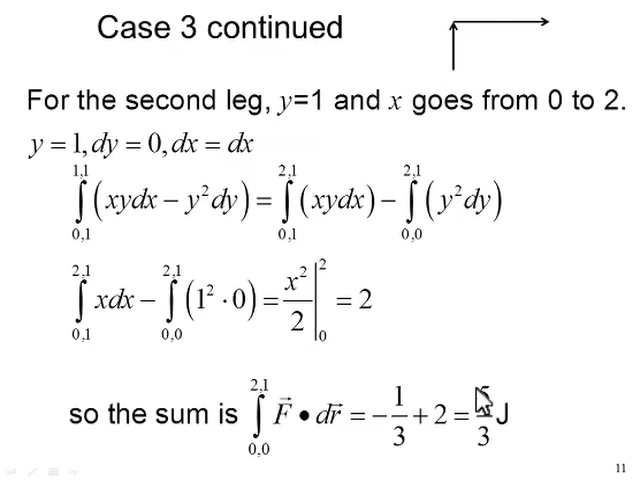 Case 3 continued
For the second leg, y=1 and x goes from 0 to 2.
y = 1, dy = 0, dx = dx
∫_{0,1}^{1,1} (xydx − y²dy) = ∫_{0,1}^{2,1} (xydx) − ∫_{0,0}^{2,1} (y²dy)
∫_{0,1}^{2,1} xdx − ∫_{0,0}^{2,1} (1² · 0) = x²/2 |_0^2 = 2
so the sum is ∫_{0,0}^{2,1} F⃗ • dr⃗ = −1/3 + 2 = 5/3 J
11